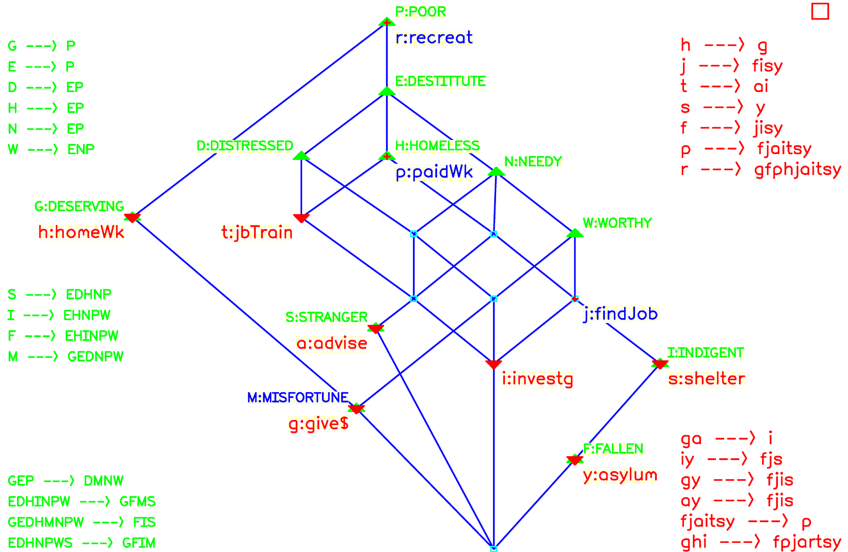 P:POOR
r:recreat
G ---> P
E ---> P
D ---> EP
H ---> EP
N ---> EP
W ---> ENP
h ---> g
j ---> fisy
t ---> ai
s ---> y
f ---> jisy
p ---> fjaitsy
r ---> gfphjaitsy
E:DESTITTUTE
D:DISTRESSED
H:HOMELESS
p:paidWk
N:NEEDY
G:DESERVING
h:homeWk
t:jbTrain
W:WORTHY
S ---> EDHNP
I ---> EHNPW
F ---> EHINPW
M ---> GEDNPW
S:STRANGER
a:advise
j:findJob
I:INDIGENT
s:shelter
i:investg
M:MISFORTUNE
g:give$
F:FALLEN
y:asylum
GEP ---> DMNW
EDHINPW ---> GFMS
GEDHMNPW ---> FIS
EDHNPWS ---> GFIM
ga ---> i
iy ---> fjs
gy ---> fjis
ay ---> fjis
fjaitsy ---> p
ghi ---> fpjartsy